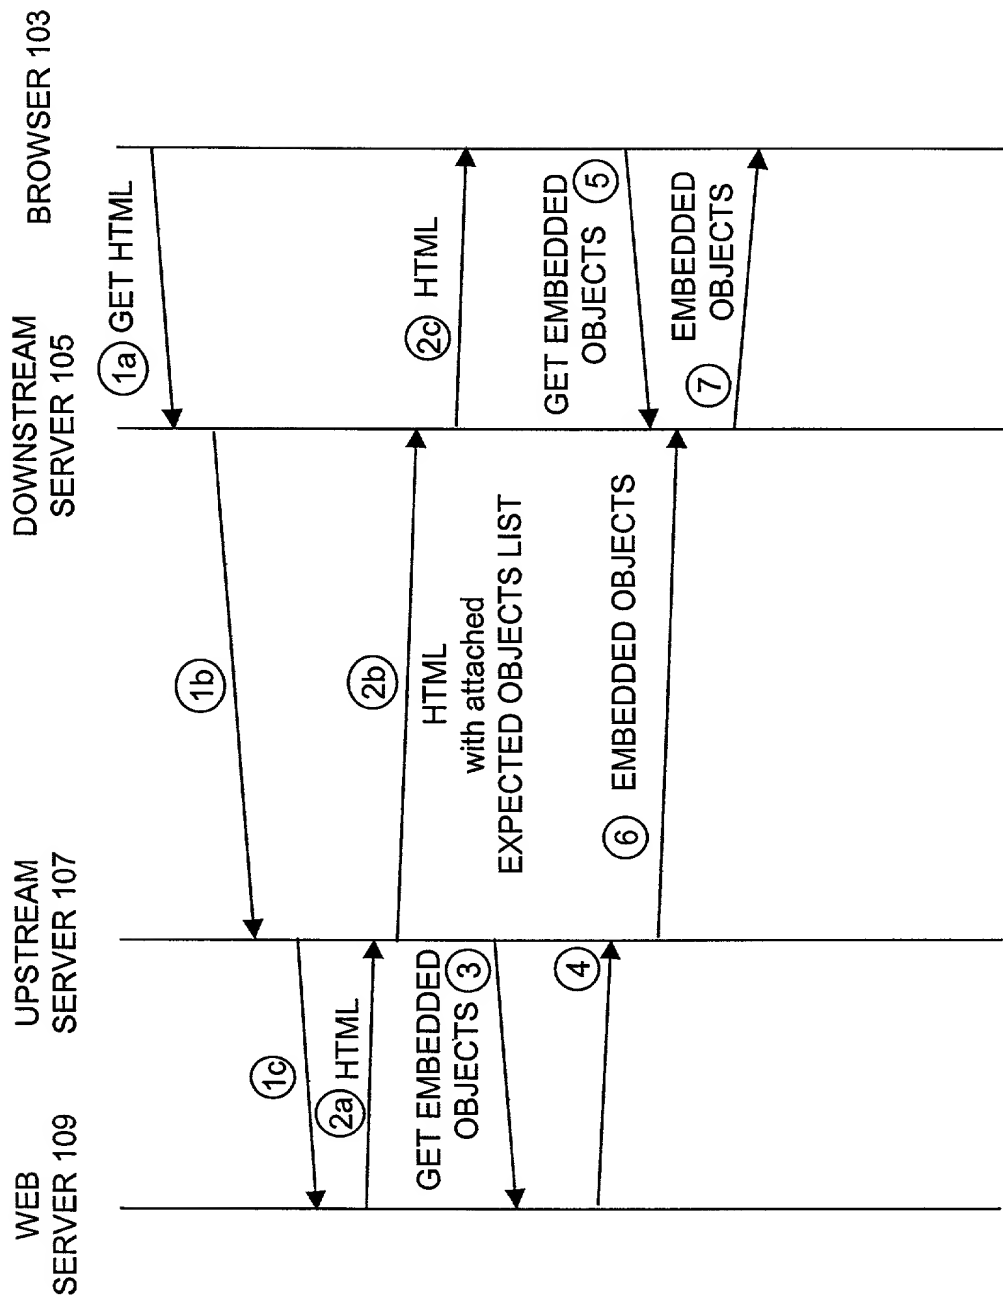 WEB
SERVER 109
UPSTREAM
SERVER 107
DOWNSTREAM
SERVER 105
BROWSER 103
1a GET HTML
1b
1c
2a HTML
2b
HTML
with attached
EXPECTED OBJECTS LIST
2c HTML
GET EMBEDDED
OBJECTS 3
4
GET EMBEDDED
OBJECTS 5
6 EMBEDDED OBJECTS
7 EMBEDDED
OBJECTS